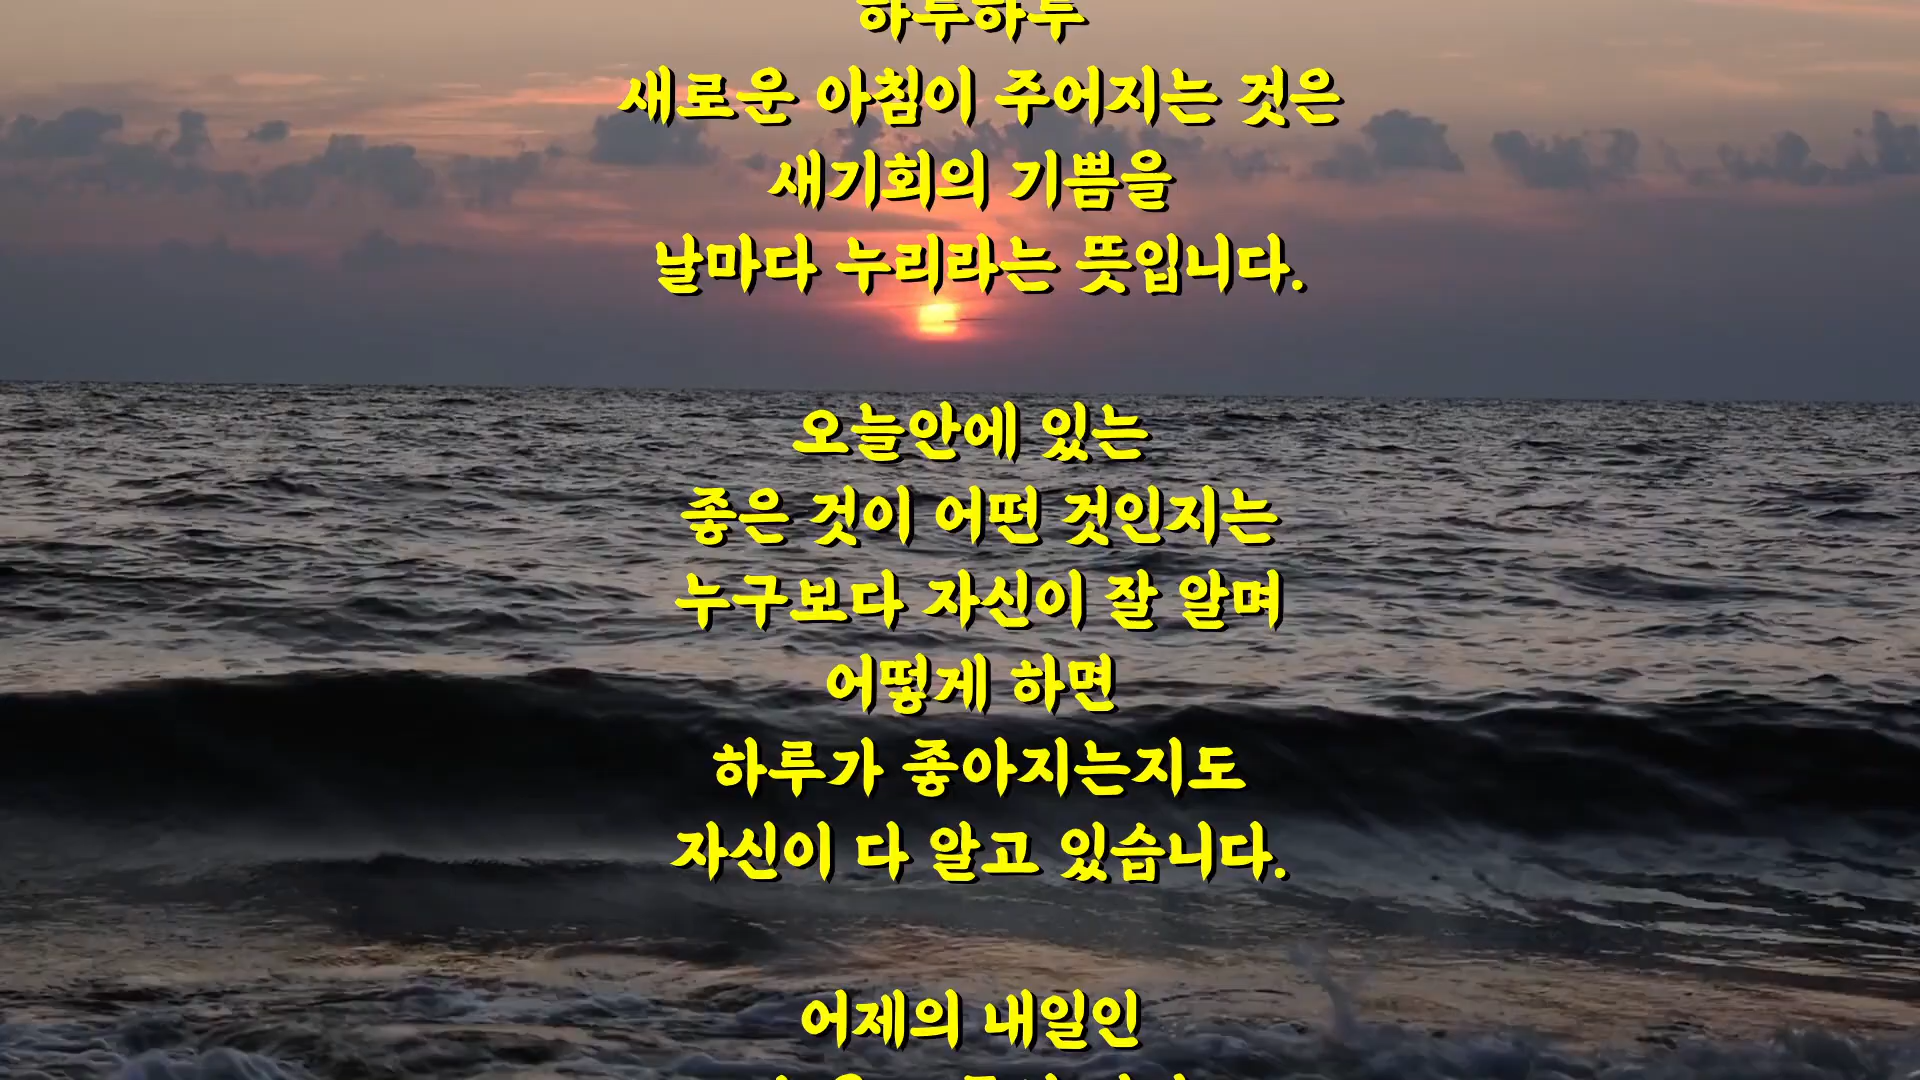 하루하루
새로운 아침이 주어지는 것은
새기회의 기쁨을
날마다 누리라는 뜻입니다.
오늘안에 있는
좋은 것이 어떤 것인지는
누구보다 자신이 잘 알며
어떻게 하면
하루가 좋아지는지도
자신이 다 알고 있습니다.
어제의 내일인